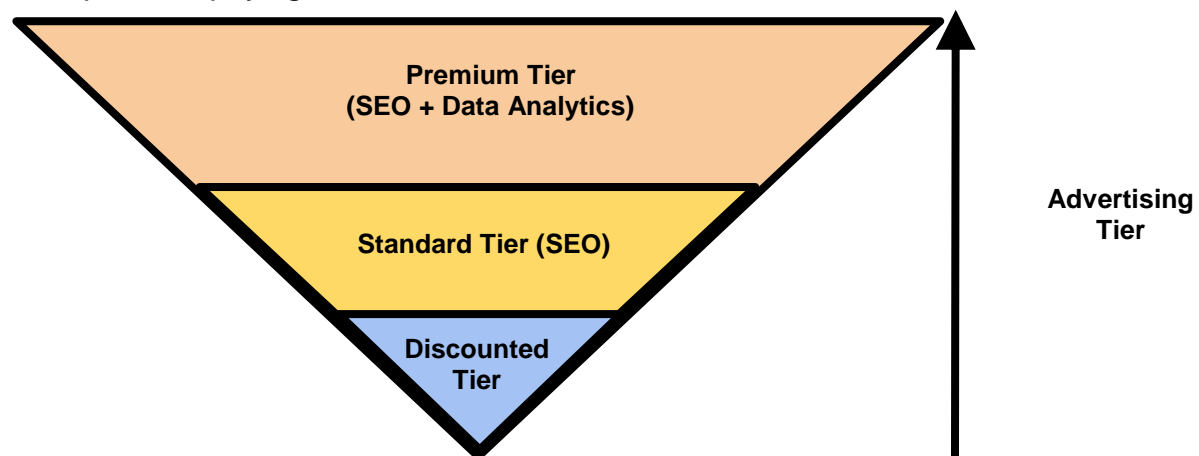 Premium Tier
(SEO + Data Analytics)
Advertising
Tier
Standard Tier (SEO)
Discounted
Tier